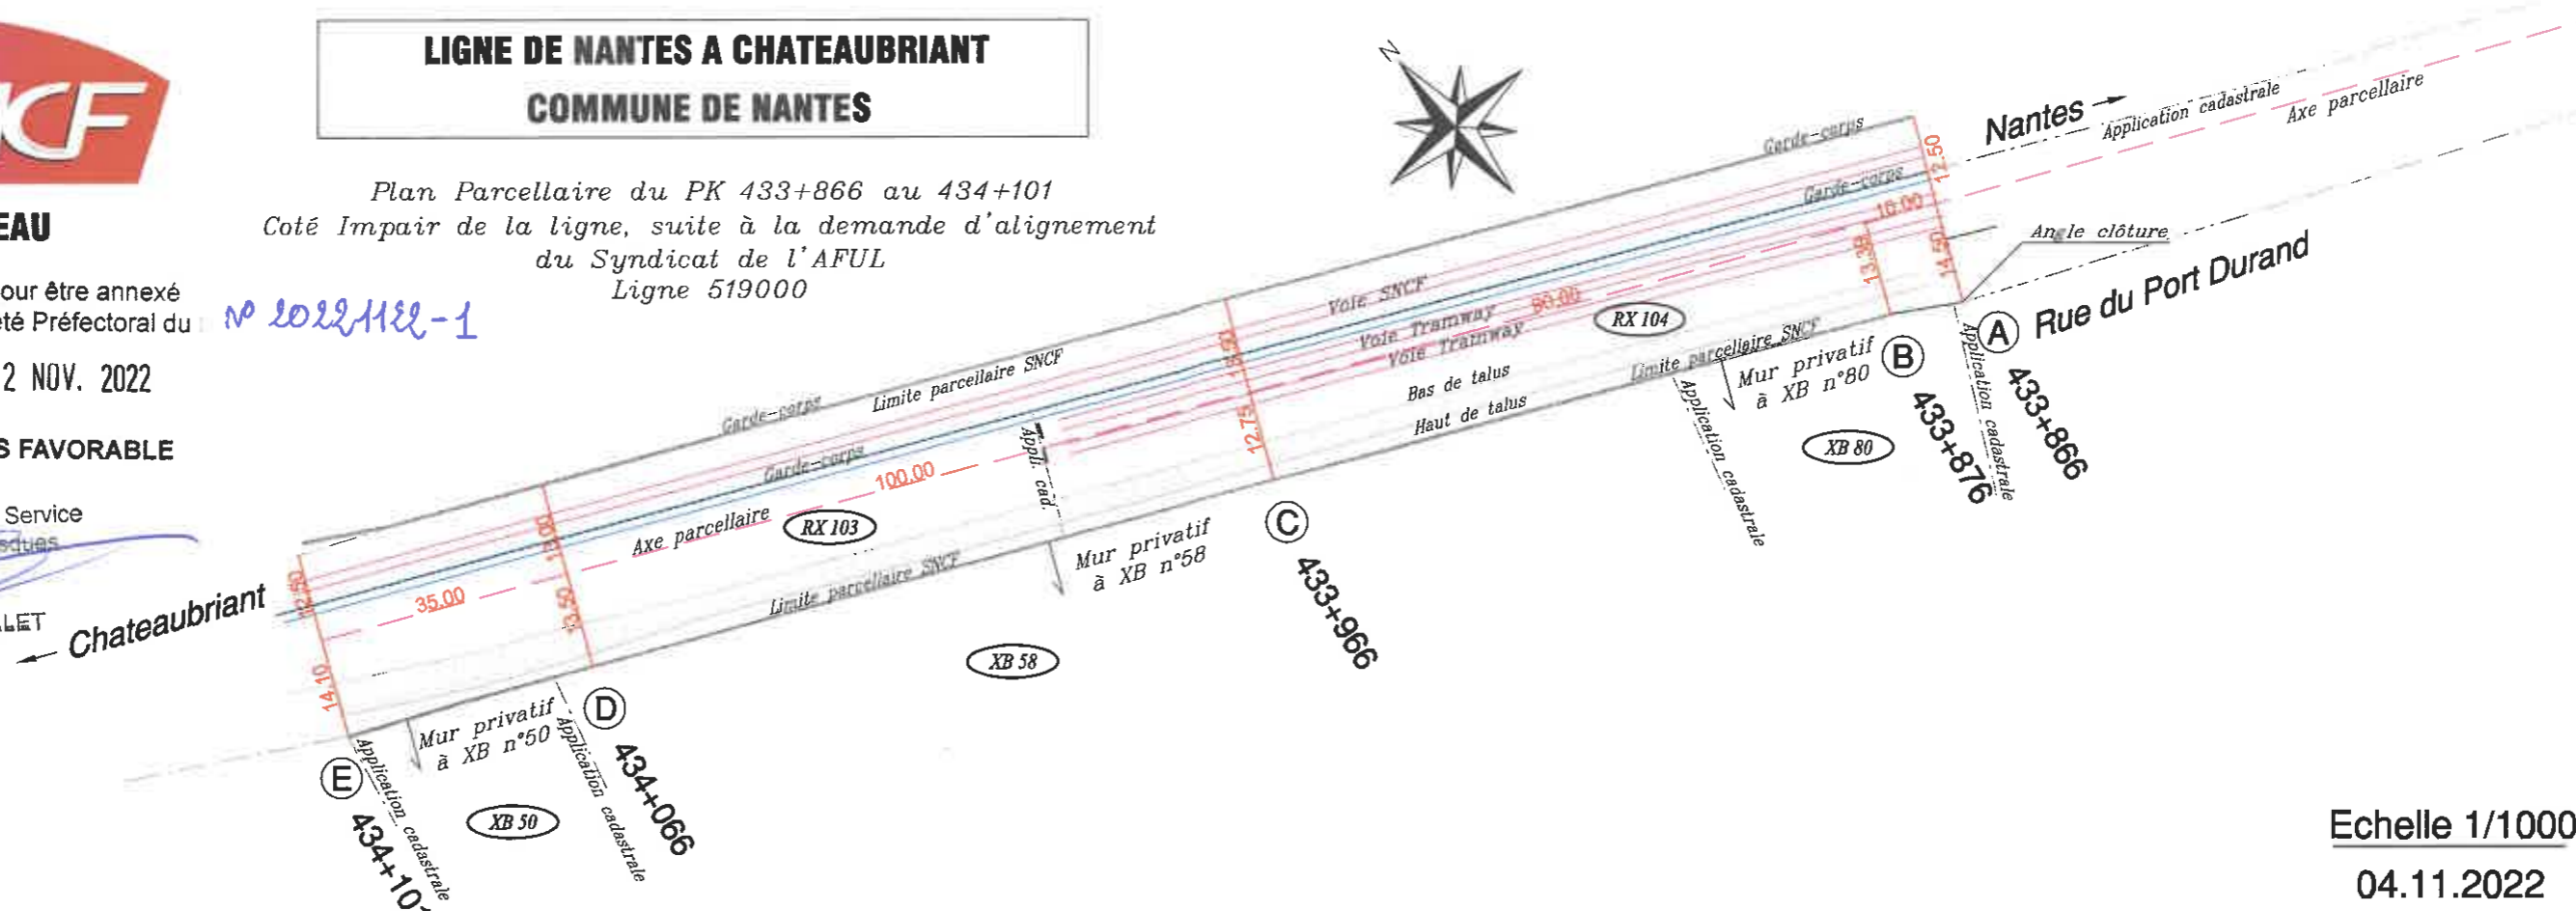 LIGNE DE NANTES A CHATEAUBRIANT
COMMUNE DE NANTES
Plan Parcellaire du PK 433+866 au 434+101
Coté Impair de la ligne, suite à la demande d'alignement
du Syndicat de l'AFUL
Ligne 519000
CF
EAU
our être annexé
été Préfectoral du N° 20221122-1
2 NOV. 2022
S FAVORABLE
Service
LET
N
Nantes
Application cadastrale
Axe parcellaire
Garde-corps
Garde-corps
12.50
10.00
13.38
14.50
Angle clôture
Rue du Port Durand
Voie SNCF
Voie Tramway
Voie Tramway
90.00
RX 104
Bas de talus
Haut de talus
Limite parcellaire SNCF
Mur privatif
à XB n°80
XB 80
Application cadastrale
A
433+866
Application cadastrale
B
433+876
Limite parcellaire SNCF
Garde-corps
Garde-corps
12.75
Appl. cad.
100.00
Axe parcellaire
RX 103
Limite parcellaire SNCF
Mur privatif
à XB n°58
XB 58
C
433+966
13.00
13.50
35.00
12.50
14.10
Chateaubriant
Mur privatif
à XB n°50
XB 50
Application cadastrale
D
434+066
E
Application cadastrale
434+101
Echelle 1/1000
04.11.2022